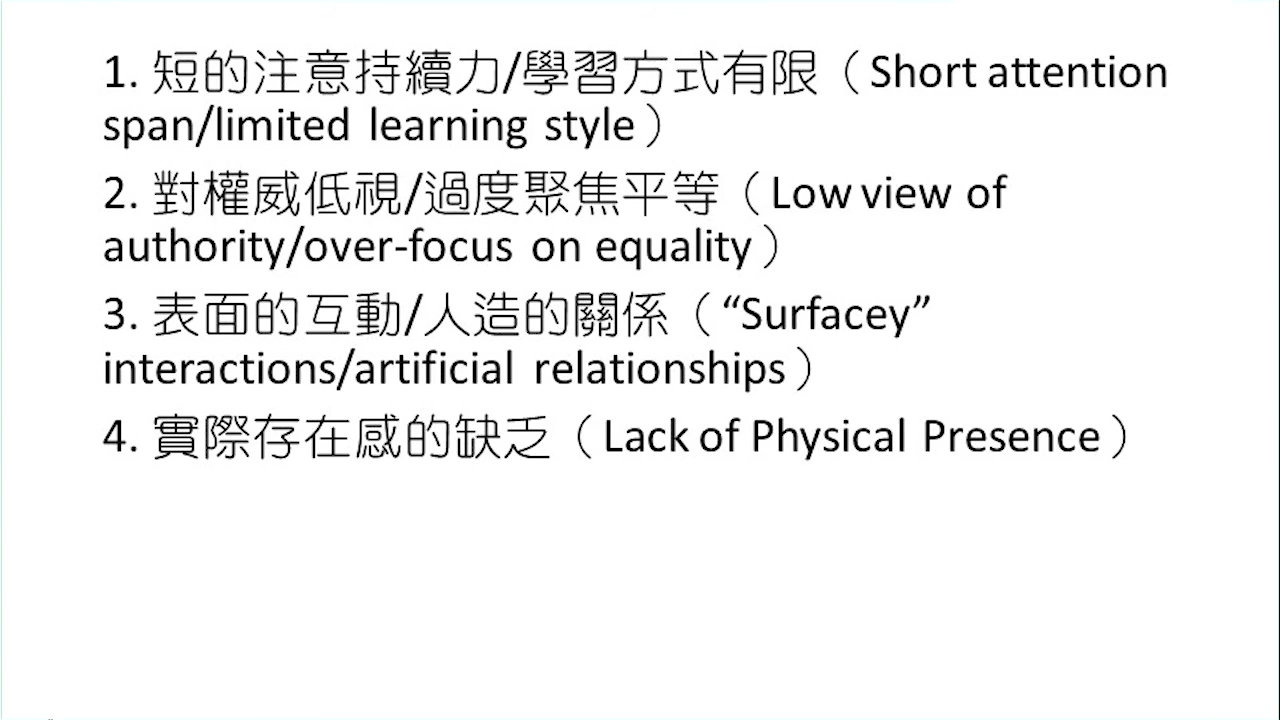 1. 短的注意持續力/學習方式有限（Short attention
span/limited learning style）
2. 對權威低視/過度聚焦平等（Low view of
authority/over-focus on equality）
3. 表面的互動/人造的關係（“Surfacey”
interactions/artificial relationships）
4. 實際存在感的缺乏（Lack of Physical Presence）